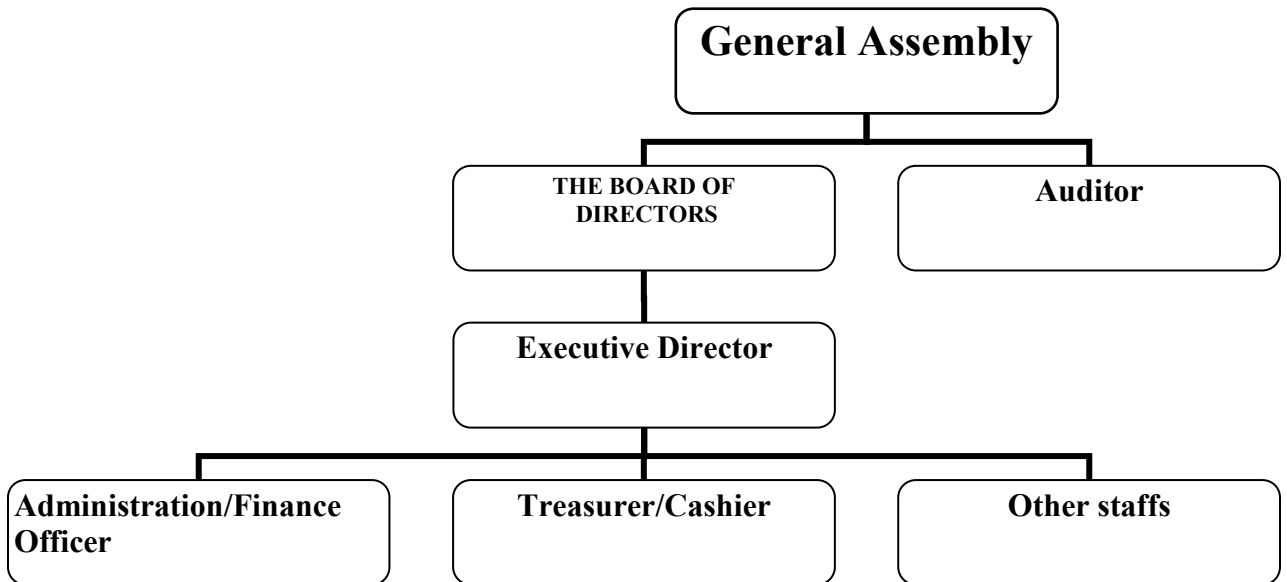 General Assembly
THE BOARD OF
DIRECTORS
Auditor
Executive Director
Administration/Finance
Officer
Treasurer/Cashier
Other staffs